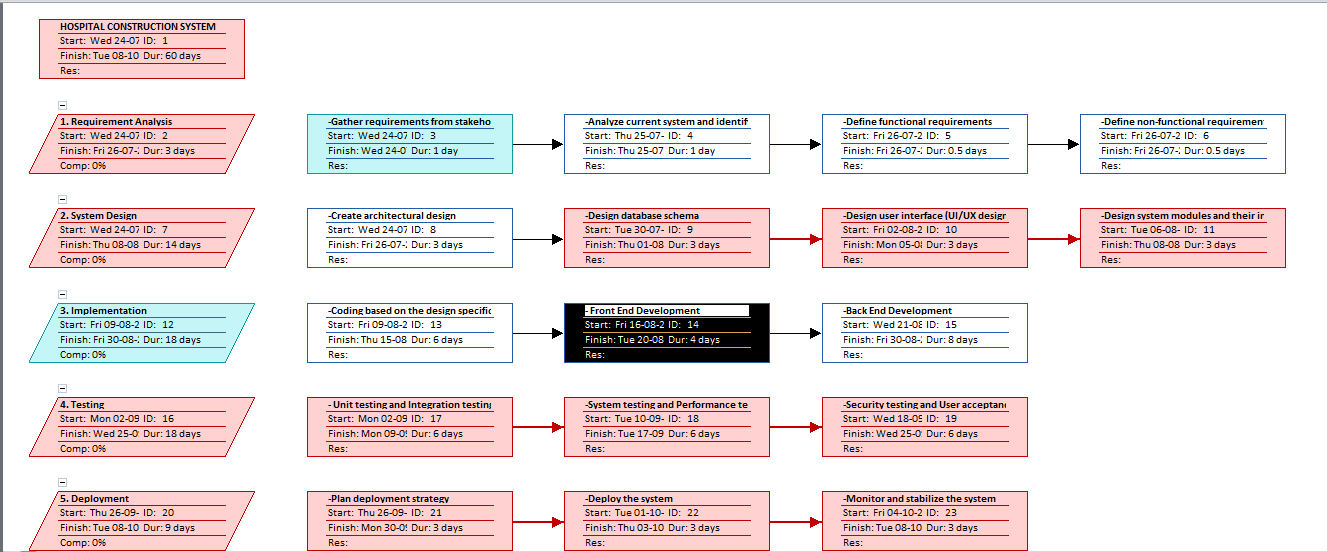 HOSPITAL CONSTRUCTION SYSTEM
Start: Wed 24-07 ID: 1
Finish: Tue 08-10 Dur: 60 days
Res:
1. Requirement Analysis
Start: Wed 24-07 ID: 2
Finish: Fri 26-07-2 Dur: 3 days
Comp: 0%
-Gather requirements from stakeho
Start: Wed 24-07 ID: 3
Finish: Wed 24-0 Dur: 1 day
Res:
-Analyze current system and identif
Start: Thu 25-07- ID: 4
Finish: Thu 25-07 Dur: 1 day
Res:
-Define functional requirements
Start: Fri 26-07-2 ID: 5
Finish: Fri 26-07-2 Dur: 0.5 days
Res:
-Define non-functional requiremen
Start: Fri 26-07-2 ID: 6
Finish: Fri 26-07-2 Dur: 0.5 days
Res:
2. System Design
Start: Wed 24-07 ID: 7
Finish: Thu 08-08 Dur: 14 days
Comp: 0%
-Create architectural design
Start: Wed 24-07 ID: 8
Finish: Fri 26-07-2 Dur: 3 days
Res:
-Design database schema
Start: Tue 30-07- ID: 9
Finish: Thu 01-08 Dur: 3 days
Res:
-Design user interface (UI/UX desigr
Start: Fri 02-08-2 ID: 10
Finish: Mon 05-08 Dur: 3 days
Res:
-Design system modules and their ir
Start: Tue 06-08- ID: 11
Finish: Thu 08-08 Dur: 3 days
Res:
3. Implementation
Start: Fri 09-08-2 ID: 12
Finish: Fri 30-08-2 Dur: 18 days
Comp: 0%
-Coding based on the design specific
Start: Fri 09-08-2 ID: 13
Finish: Thu 15-08 Dur: 6 days
Res:
- Front End Development
Start: Fri 16-08-2 ID: 14
Finish: Tue 20-08 Dur: 4 days
Res:
-Back End Development
Start: Wed 21-08 ID: 15
Finish: Fri 30-08-2 Dur: 8 days
Res:
4. Testing
Start: Mon 02-09 ID: 16
Finish: Wed 25-0 Dur: 18 days
Comp: 0%
- Unit testing and Integration testing
Start: Mon 02-09 ID: 17
Finish: Mon 09-09 Dur: 6 days
Res:
-System testing and Performance te
Start: Tue 10-09- ID: 18
Finish: Tue 17-09 Dur: 6 days
Res:
-Security testing and User acceptan
Start: Wed 18-09 ID: 19
Finish: Wed 25-0 Dur: 6 days
Res:
5. Deployment
Start: Thu 26-09- ID: 20
Finish: Tue 08-10 Dur: 9 days
Comp: 0%
-Plan deployment strategy
Start: Thu 26-09- ID: 21
Finish: Mon 30-09 Dur: 3 days
Res:
-Deploy the system
Start: Tue 01-10- ID: 22
Finish: Thu 03-10 Dur: 3 days
Res:
-Monitor and stabilize the system
Start: Fri 04-10-2 ID: 23
Finish: Tue 08-10 Dur: 3 days
Res: